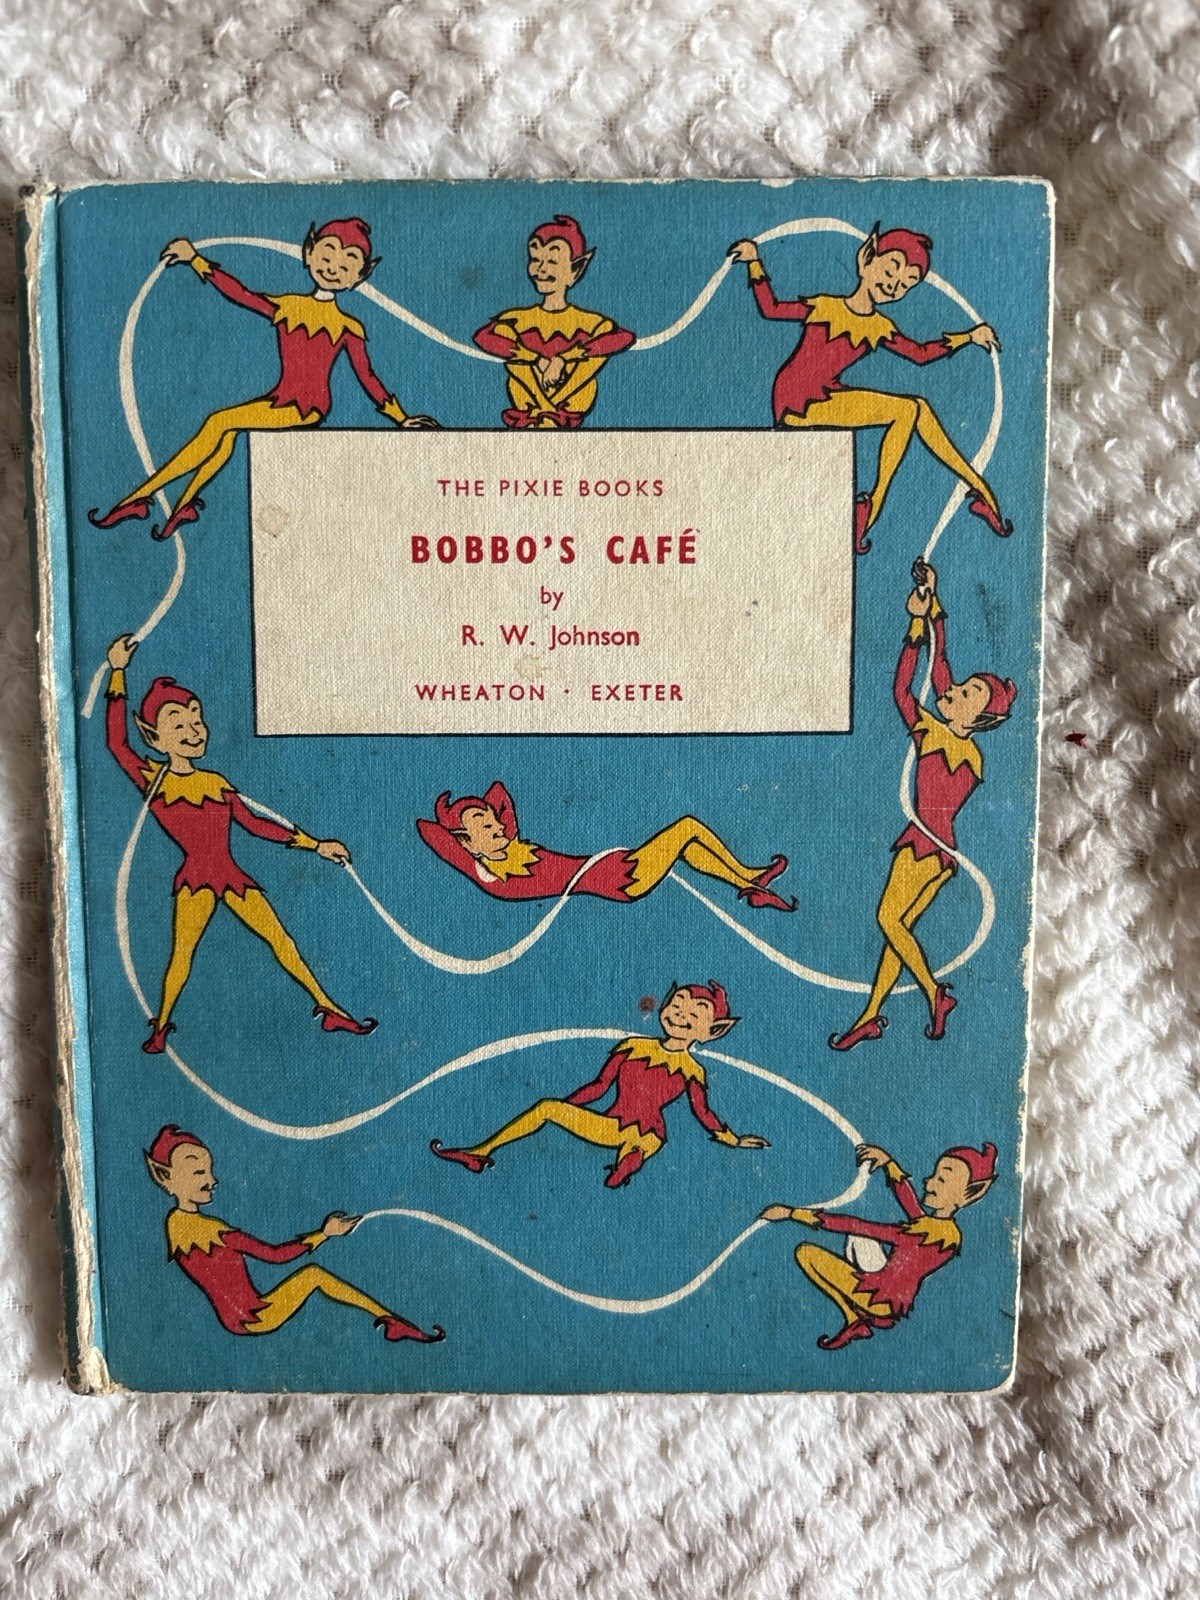 THE PIXIE BOOKS
BOBBO'S CAFÉ
by
R. W. Johnson
WHEATON · EXETER